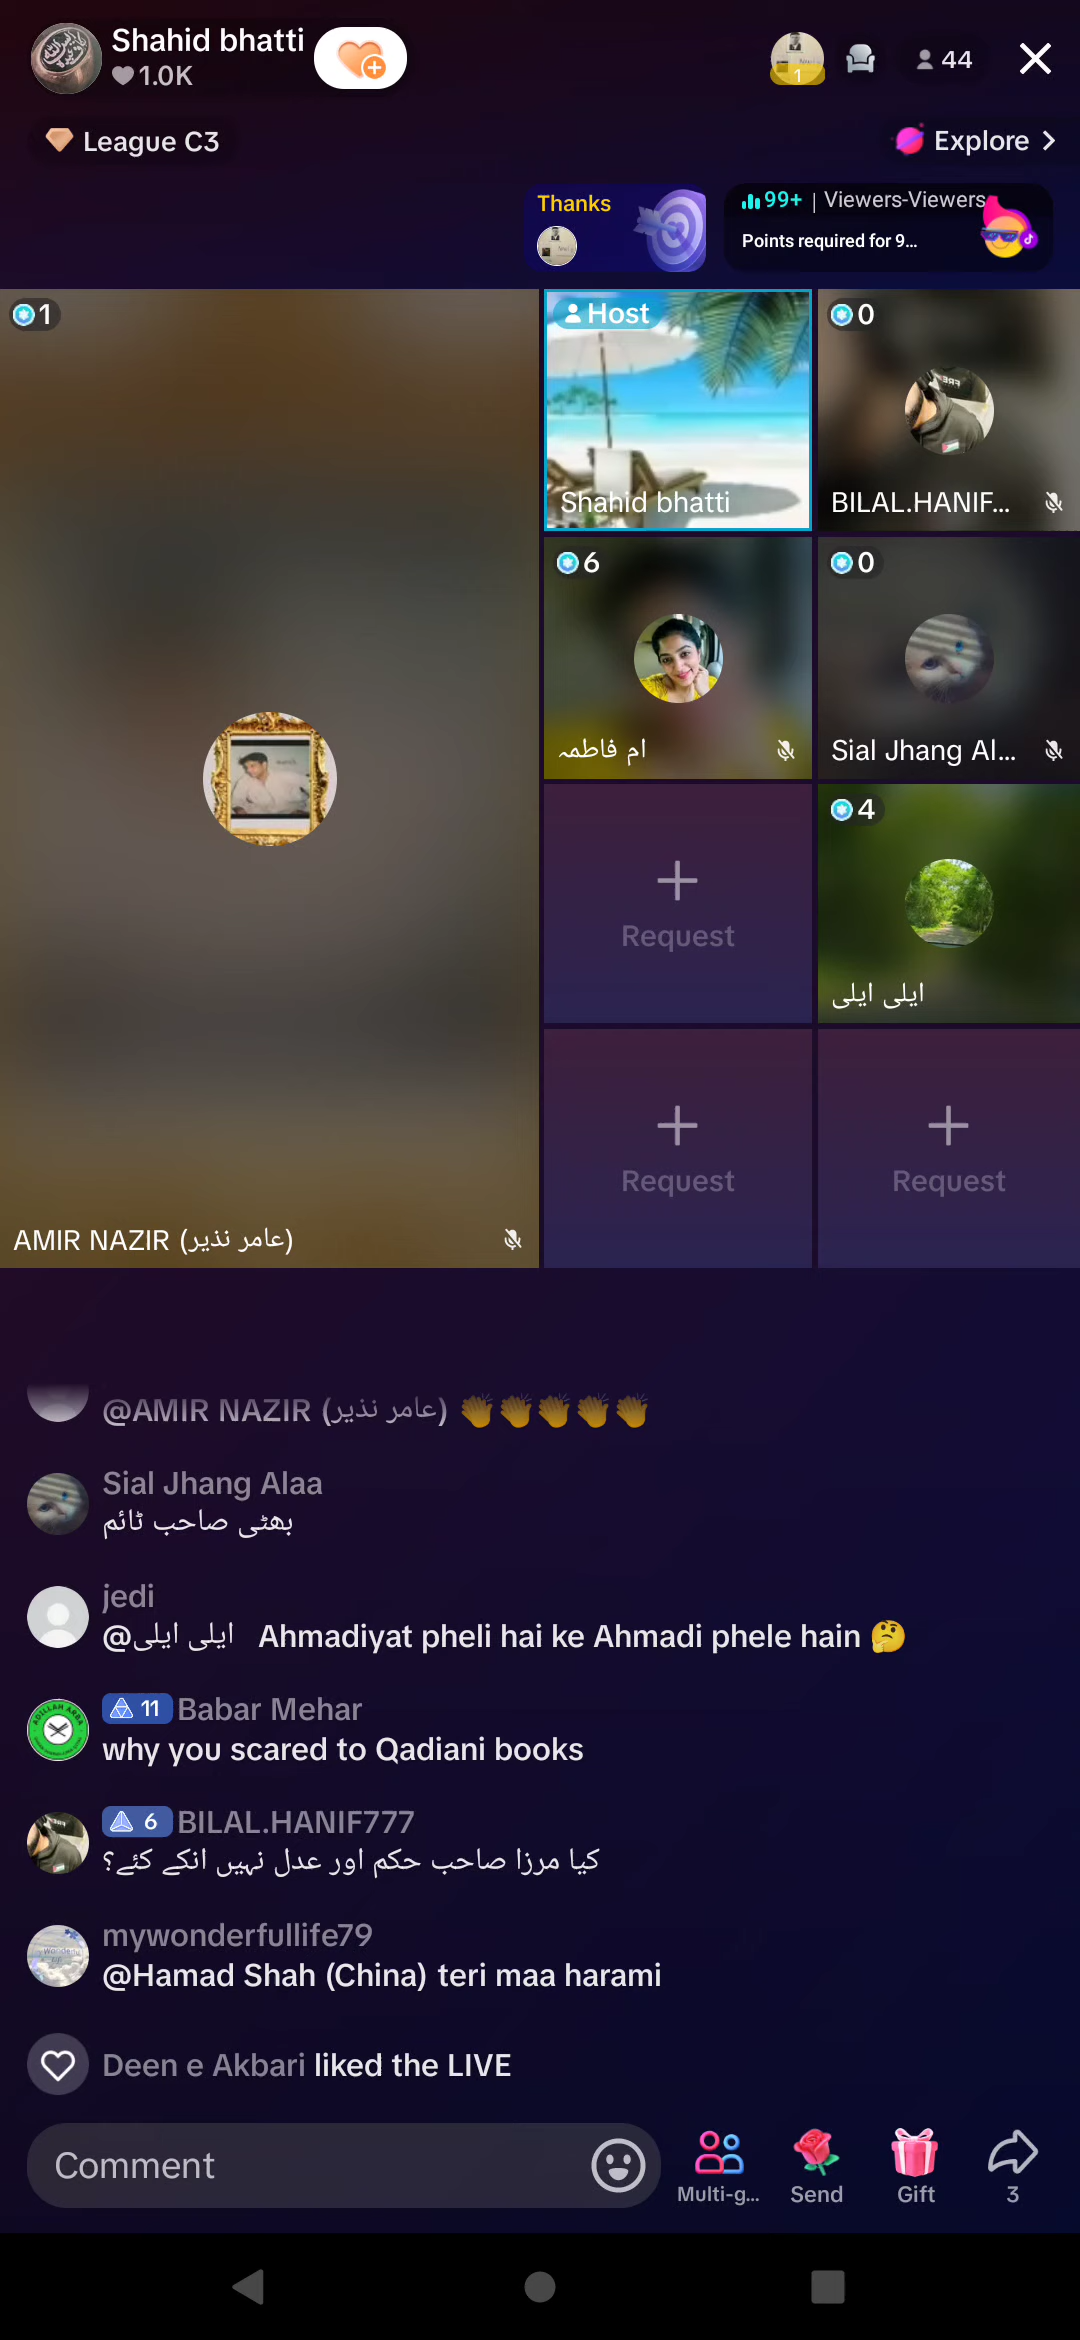 Shahid bhatti
1.0K
1
44
League C3
Explore
Thanks
99+ | Viewers-Viewers
Points required for 9...
1
Host
Shahid bhatti
0
BILAL.HANIF...
6
ام فاطمہ
0
Sial Jhang Al...
Request
4
ایلی ایلی
Request
Request
AMIR NAZIR (عامر نذیر)
@AMIR NAZIR (عامر نذیر) 👏👏👏👏👏
Sial Jhang Alaa
بھٹی صاحب ٹائم
jedi
@ایلی ایلی Ahmadiyat pheli hai ke Ahmadi phele hain 🤔
11 Babar Mehar
why you scared to Qadiani books
6 BILAL.HANIF777
کیا مرزا صاحب حکم اور عدل نہیں انکے کئے؟
mywonderfullife79
@Hamad Shah (China) teri maa harami
Deen e Akbari liked the LIVE
Comment
Multi-g...
Send
Gift
3